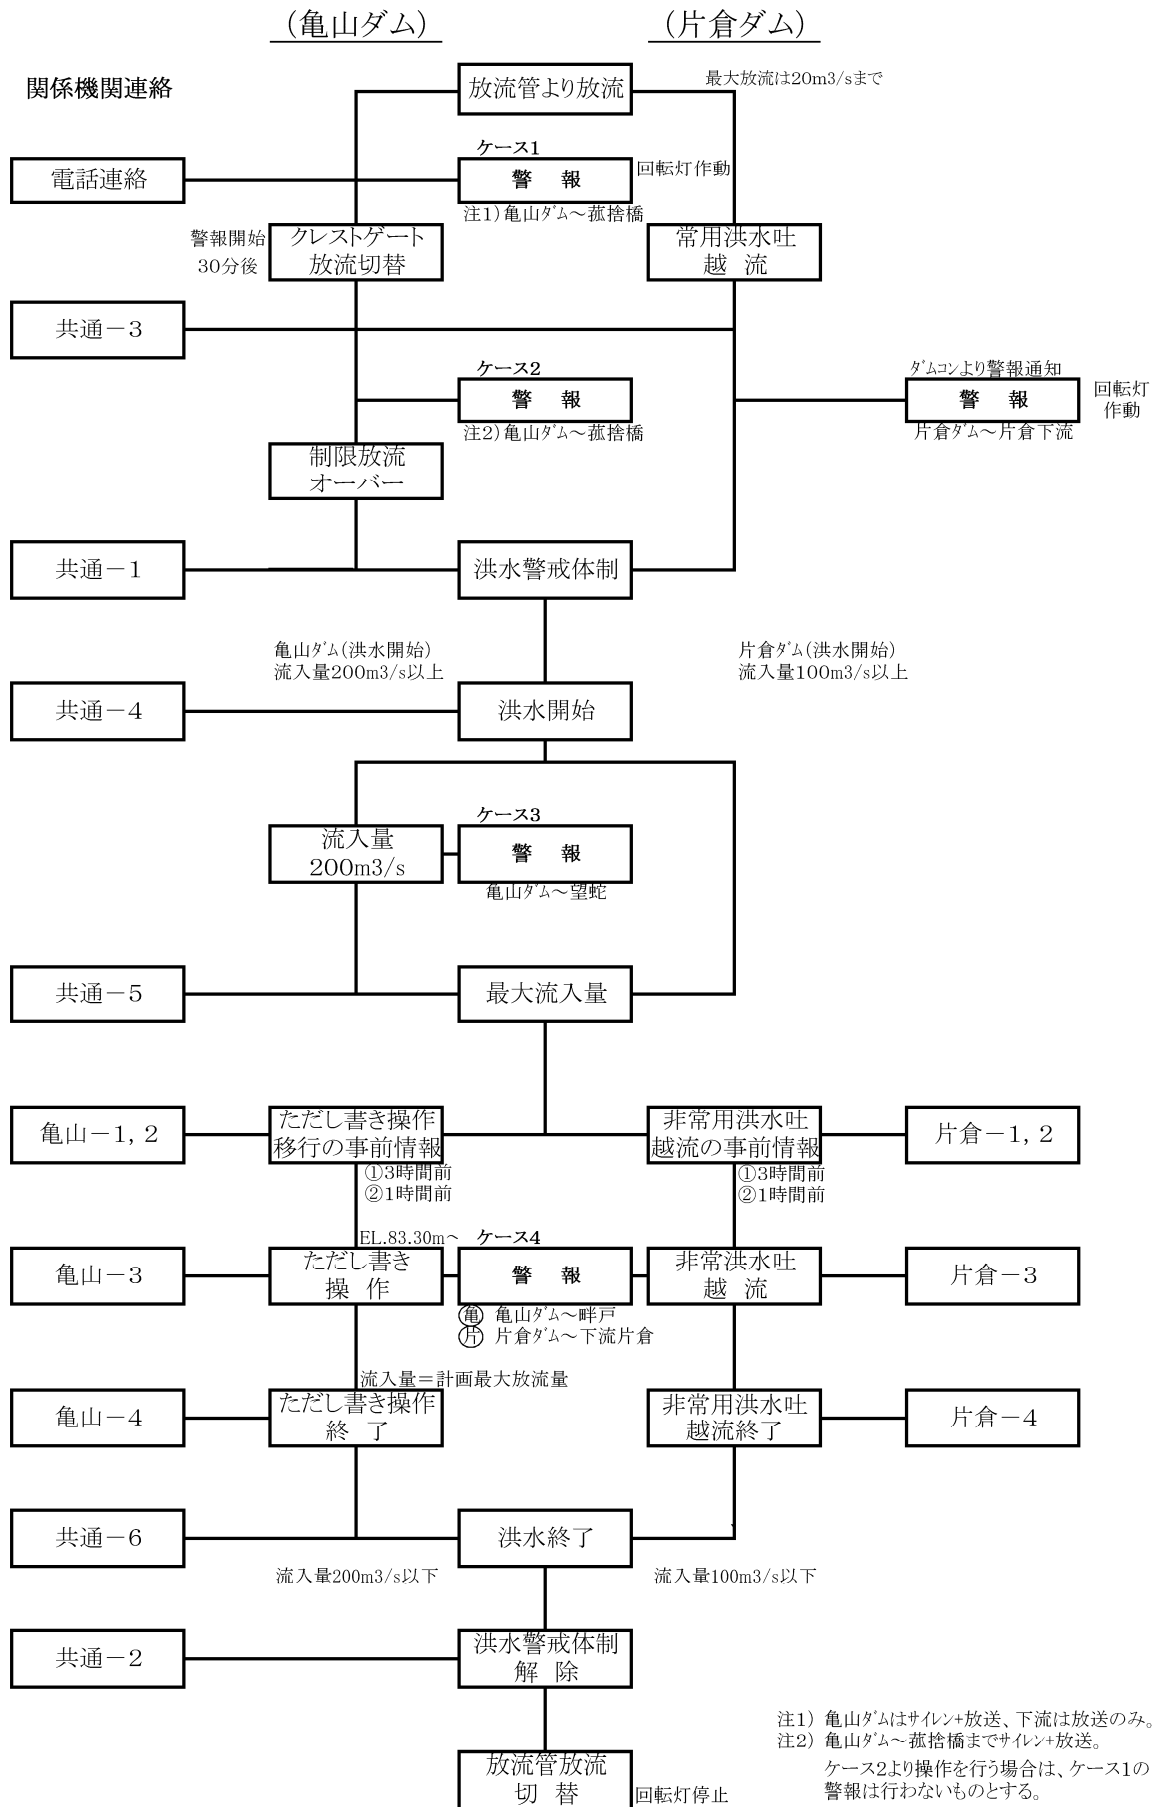 （亀山ダム）
（片倉ダム）
関係機関連絡
放流管より放流
最大放流は20m3/sまで
ケース1
電話連絡
警　報
回転灯作動
注1）亀山ダム～菰捨橋
警報開始
30分後
クレストゲート
放流切替
常用洪水吐
越　流
共通－3
ケース2
警　報
注2）亀山ダム～菰捨橋
ダムコンより警報通知
警　報
片倉ダム～片倉下流
回転灯
作動
制限放流
オーバー
共通－1
洪水警戒体制
亀山ダム（洪水開始）
流入量200m3/s以上
片倉ダム（洪水開始）
流入量100m3/s以上
共通－4
洪水開始
ケース3
流入量
200m3/s
警　報
亀山ダム～望蛇
共通－5
最大流入量
亀山－1，2
ただし書き操作
移行の事前情報
非常用洪水吐
越流の事前情報
片倉－1，2
①3時間前
②1時間前
①3時間前
②1時間前
EL.83.30m～
ケース4
亀山－3
ただし書き
操　作
警　報
非常洪水吐
越　流
片倉－3
㊀亀 亀山ダム～畔戸
片 片倉ダム～下流片倉
流入量＝計画最大放流量
亀山－4
ただし書き操作
終　了
非常用洪水吐
越流終了
片倉－4
共通－6
洪水終了
流入量200m3/s以下
流入量100m3/s以下
共通－2
洪水警戒体制
解　除
放流管放流
切　替
回転灯停止
注1） 亀山ダムはサイレン+放送、下流は放送のみ。
注2） 亀山ダム～菰捨橋までサイレン+放送。
ケース2より操作を行う場合は、ケース1の
警報は行わないものとする。